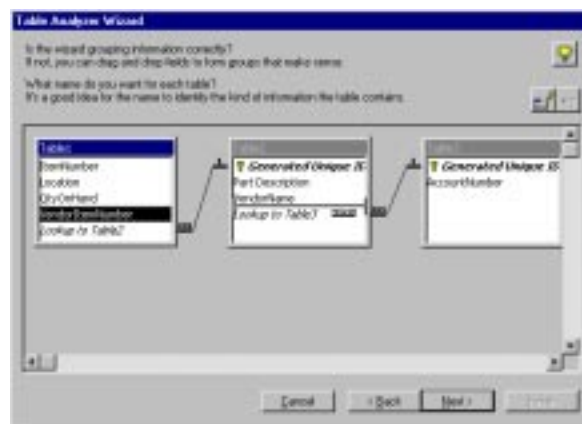 Table Analyzer Wizard
Is the wizard grouping information correctly?
If not, you can drag and drop fields to form groups that make sense.
What name do you want for each table?
It's a good idea for the name to identify the kind of information the table contains.
Table1
ItemNumber
Location
QtyOnHand
VendorItemNumber
Lookup to Table2
Table2
Generated Unique ID
Part Description
VendorName
Lookup to Table3
Table3
Generated Unique ID
AccountNumber
Cancel
< Back
Next >